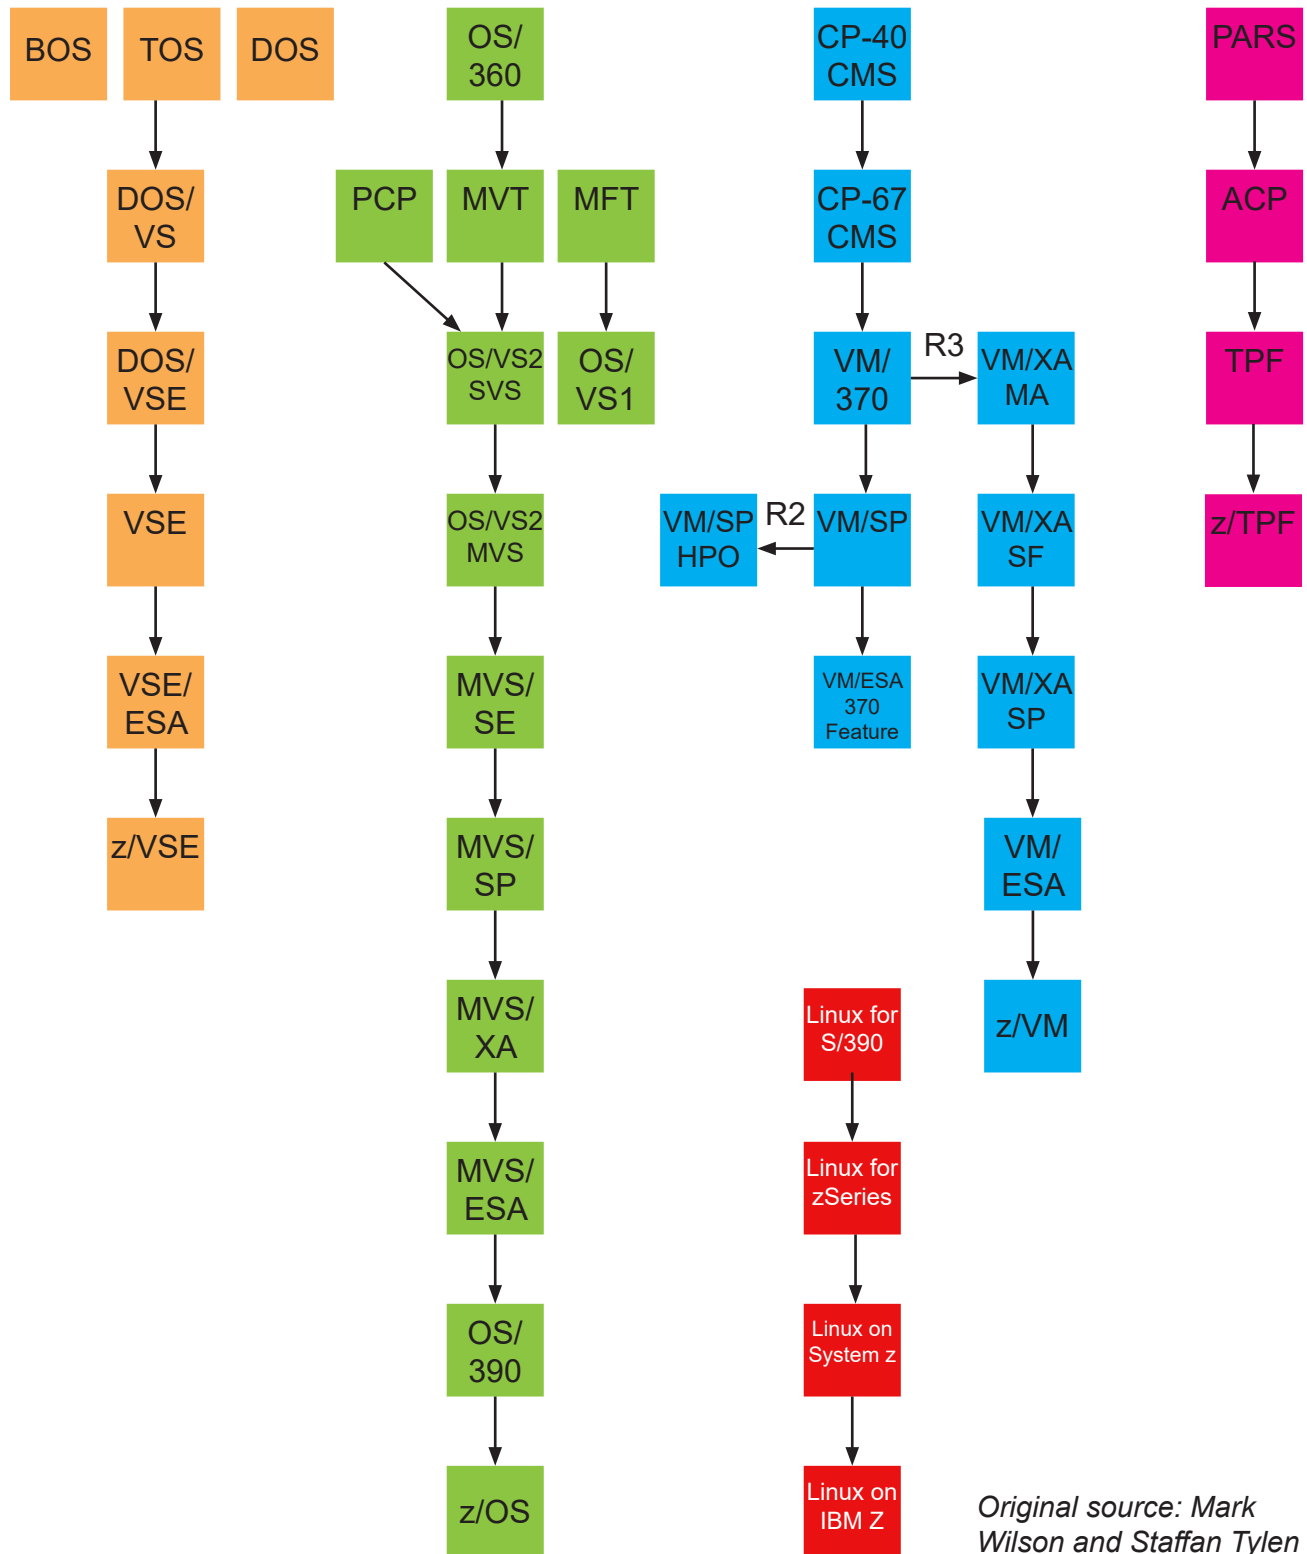 BOS
TOS
DOS
DOS/
VS
DOS/
VSE
VSE
VSE/
ESA
z/VSE
OS/
360
PCP
MVT
MFT
OS/VS2
SVS
OS/
VS1
OS/VS2
MVS
MVS/
SE
MVS/
SP
MVS/
XA
MVS/
ESA
OS/
390
z/OS
CP-40
CMS
CP-67
CMS
VM/
370
R3
VM/XA
MA
VM/SP
HPO
R2
VM/SP
VM/XA
SF
VM/ESA
370
Feature
VM/XA
SP
VM/
ESA
z/VM
Linux for
S/390
Linux for
zSeries
Linux on
System z
Linux on
IBM Z
PARS
ACP
TPF
z/TPF
Original source: Mark
Wilson and Staffan Tylen